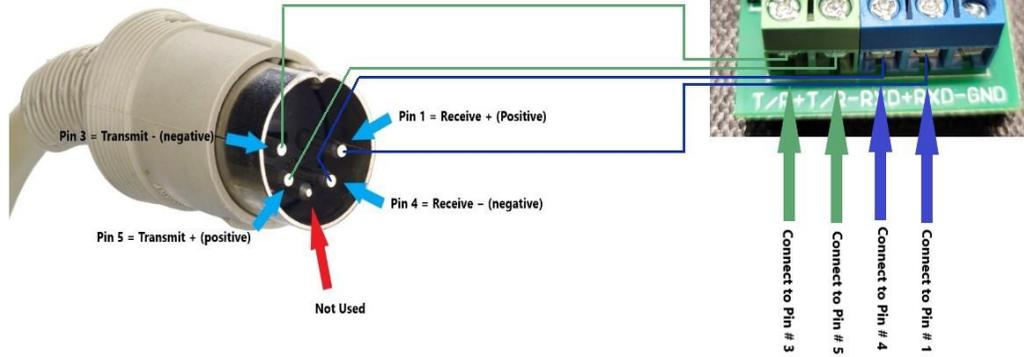 T/R+T/R-RXD+RXD-GND
Pin 1 = Receive + (Positive)
Pin 3 = Transmit - (negative)
Pin 4 = Receive – (negative)
Pin 5 = Transmit + (positive)
Not Used
Connect to Pin # 3
Connect to Pin # 5
Connect to Pin # 4
Connect to Pin # 1